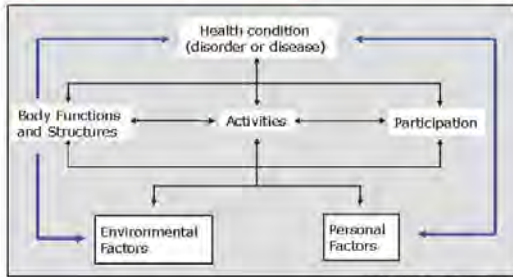 Health condition
(disorder or disease)
Body Functions
and Structures
Activities
Participation
Environmental
Factors
Personal
Factors